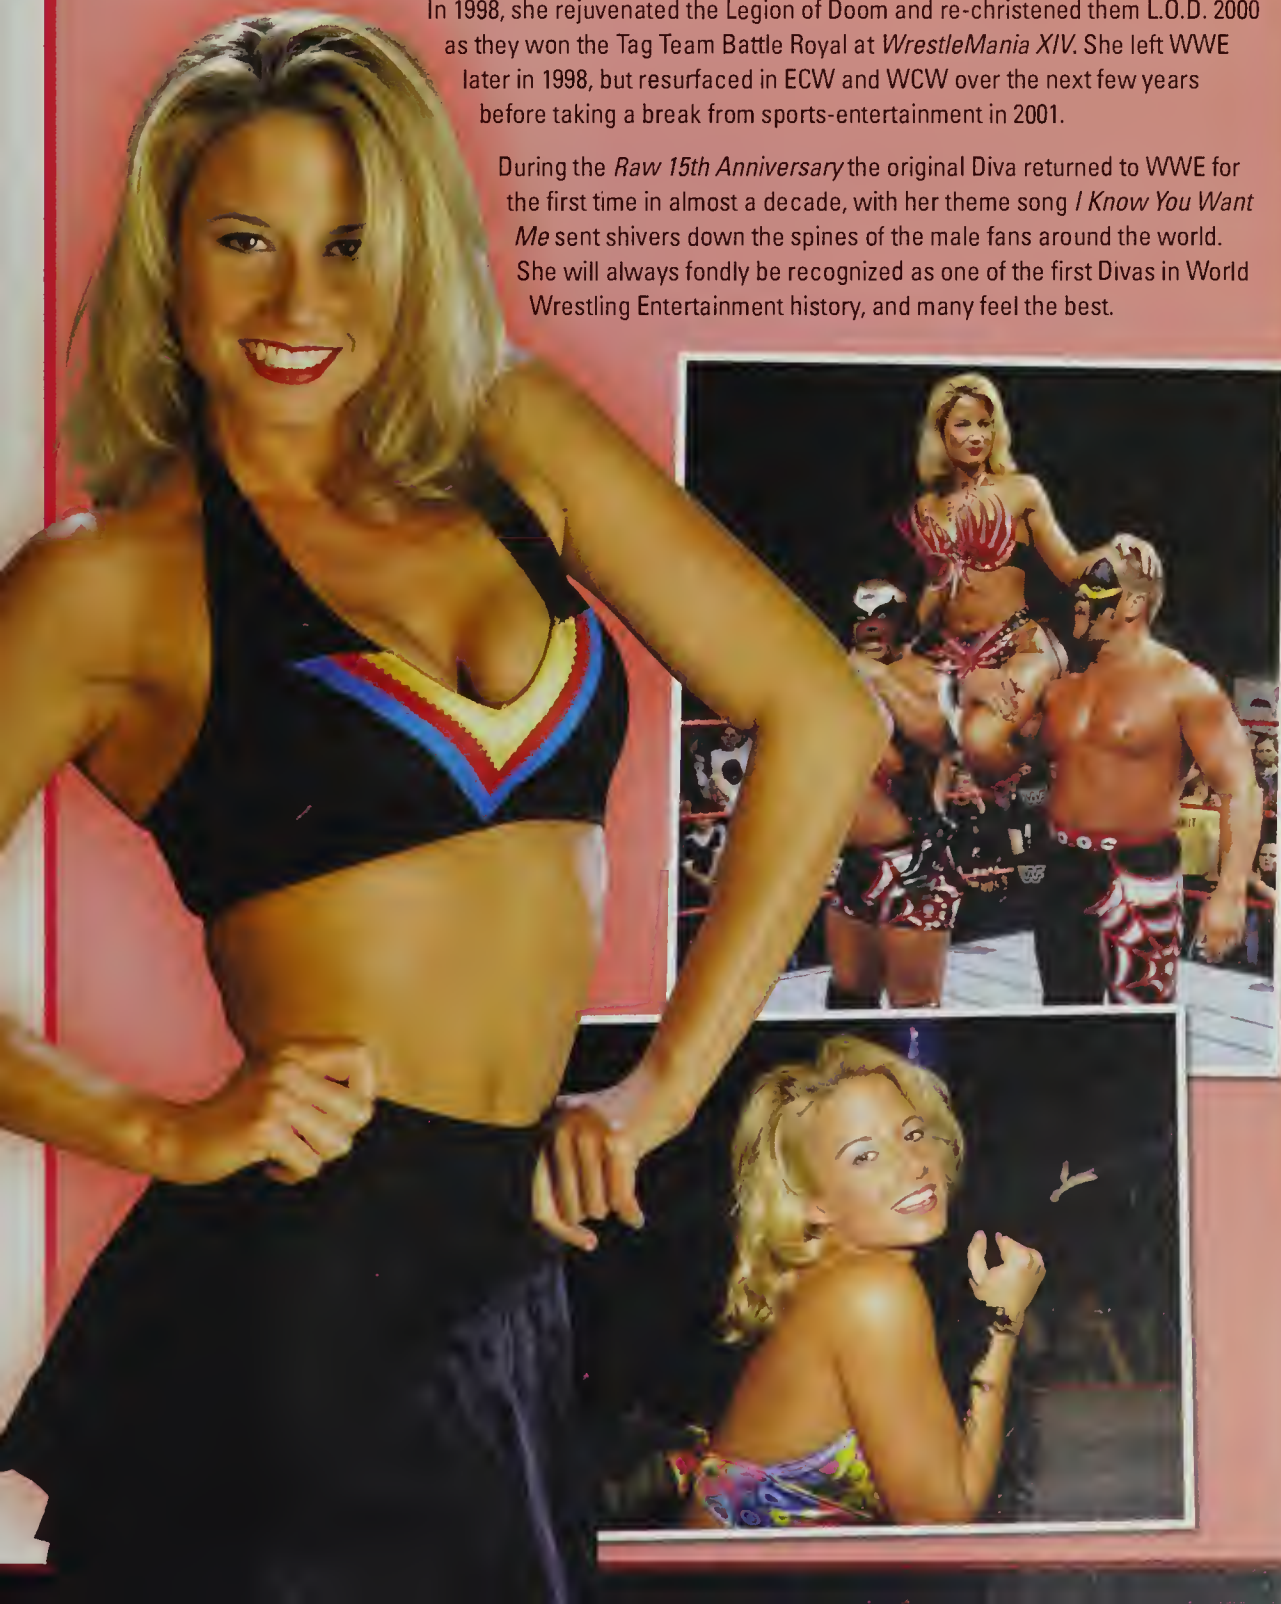 In 1998, she rejuvenated the Legion of Doom and re-christened them L.O.D. 2000
as they won the Tag Team Battle Royal at WrestleMania XIV. She left WWE
later in 1998, but resurfaced in ECW and WCW over the next few years
before taking a break from sports-entertainment in 2001.
During the Raw 15th Anniversary the original Diva returned to WWE for
the first time in almost a decade, with her theme song I Know You Want
Me sent shivers down the spines of the male fans around the world.
She will always fondly be recognized as one of the first Divas in World
Wrestling Entertainment history, and many feel the best.